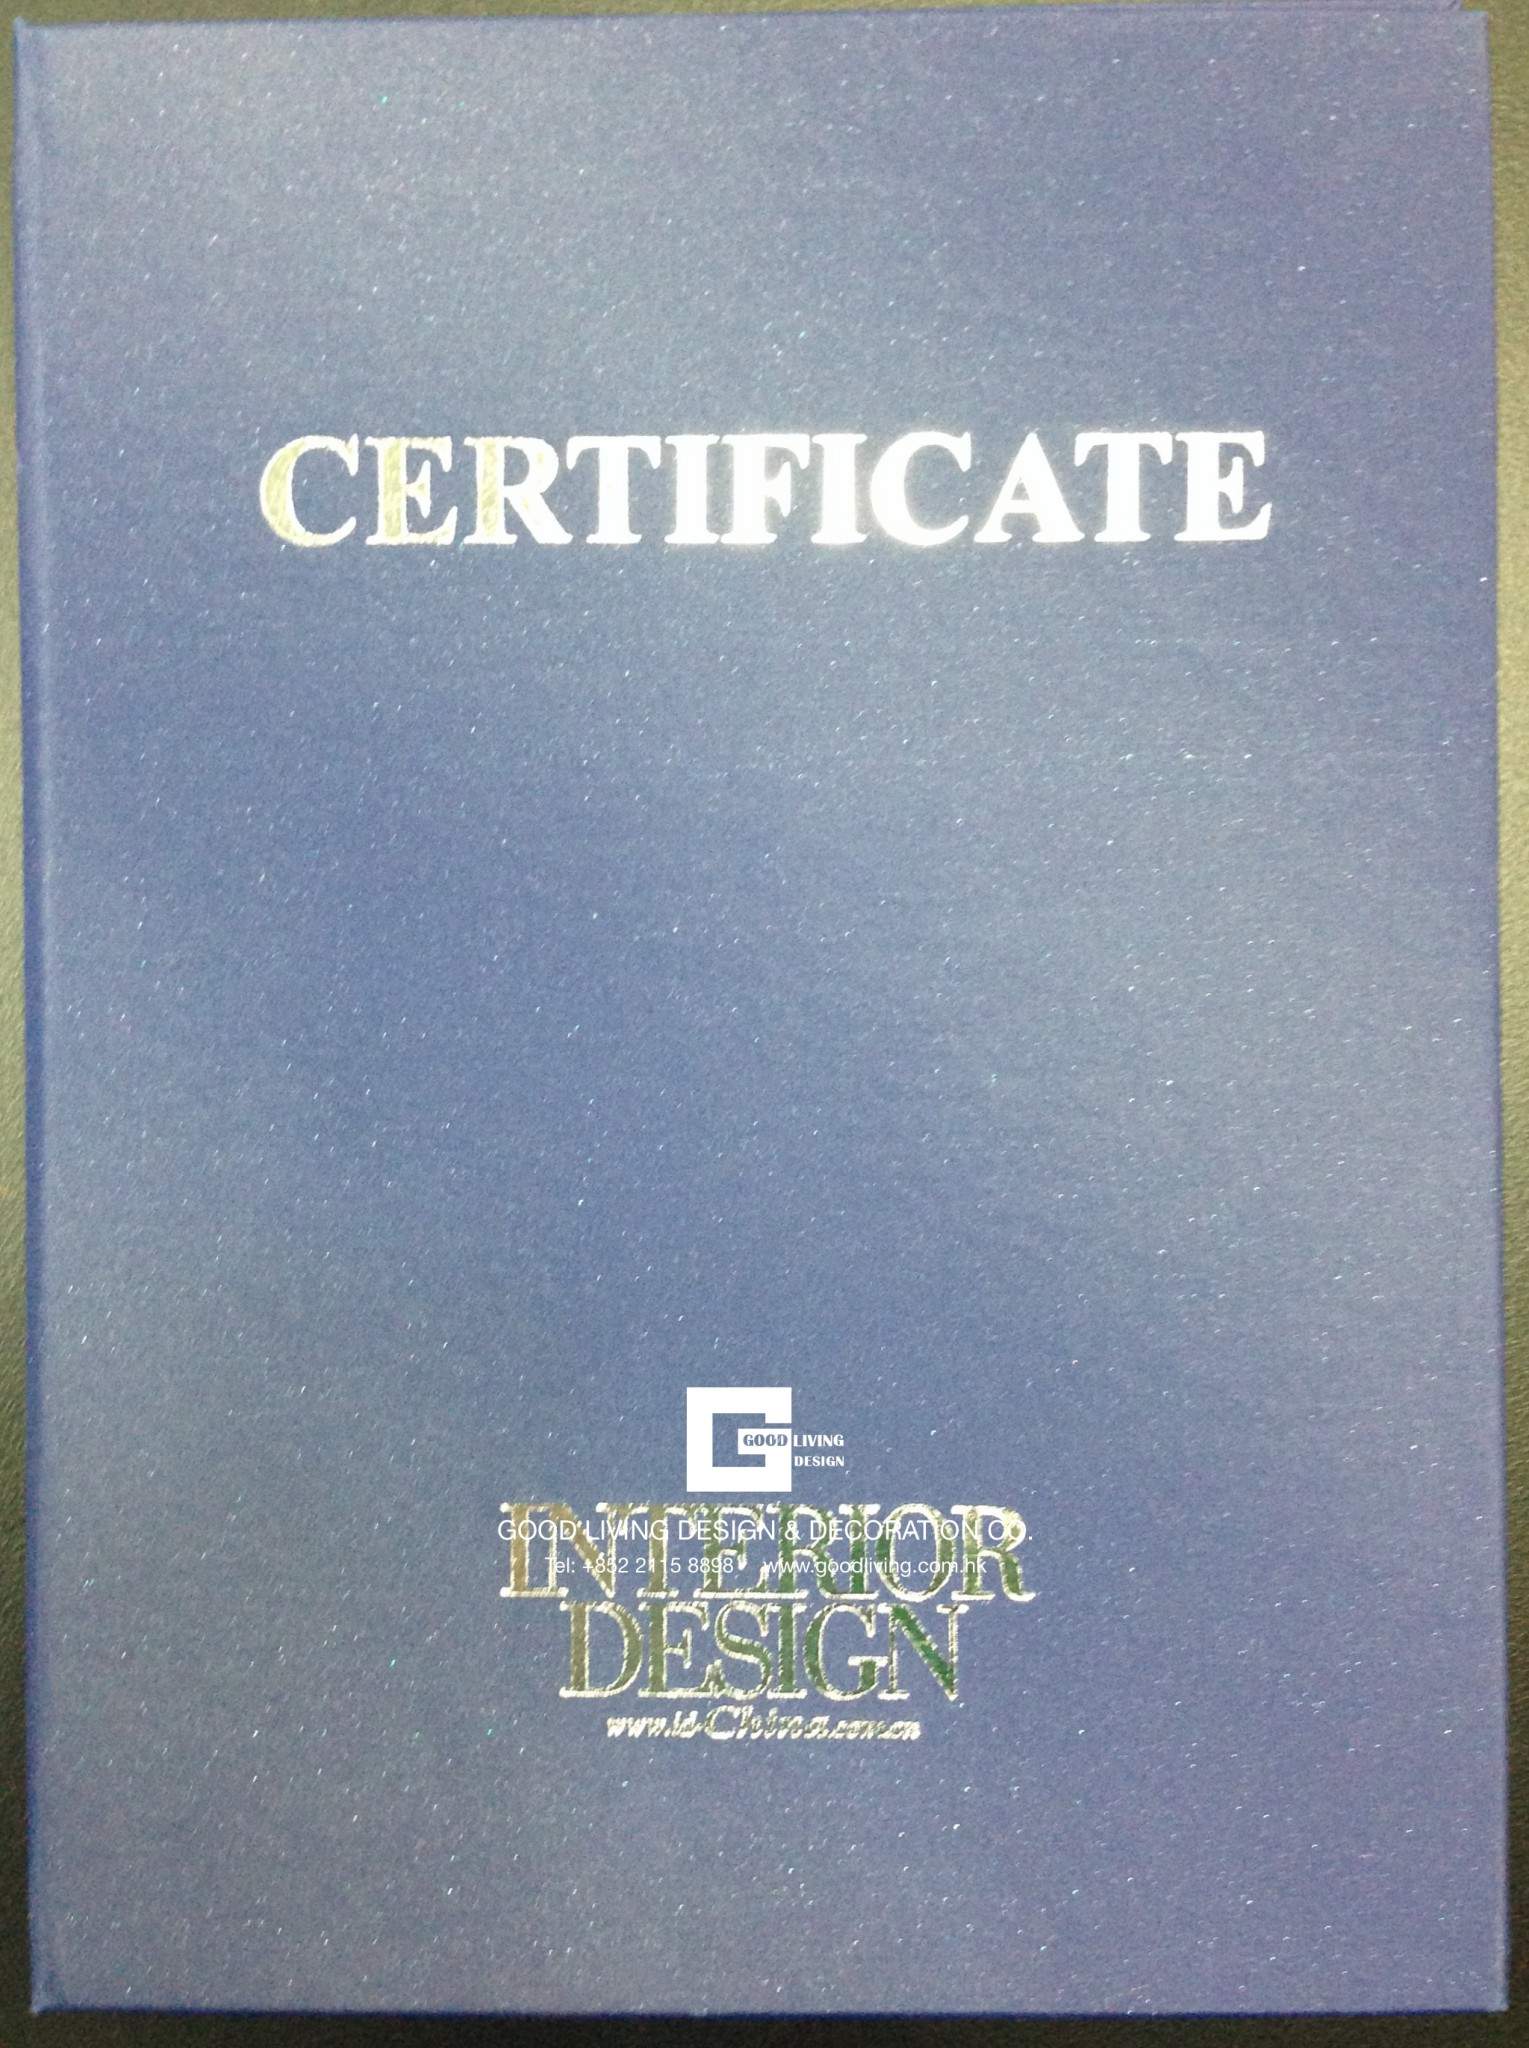 CERTIFICATE
GOOD LIVING
DESIGN
INTERIOR
GOOD LIVING DESIGN & DECORATION CO.
Tel: +852 2115 8898 www.goodliving.com.hk
DESIGN
www.id-China.com.cn